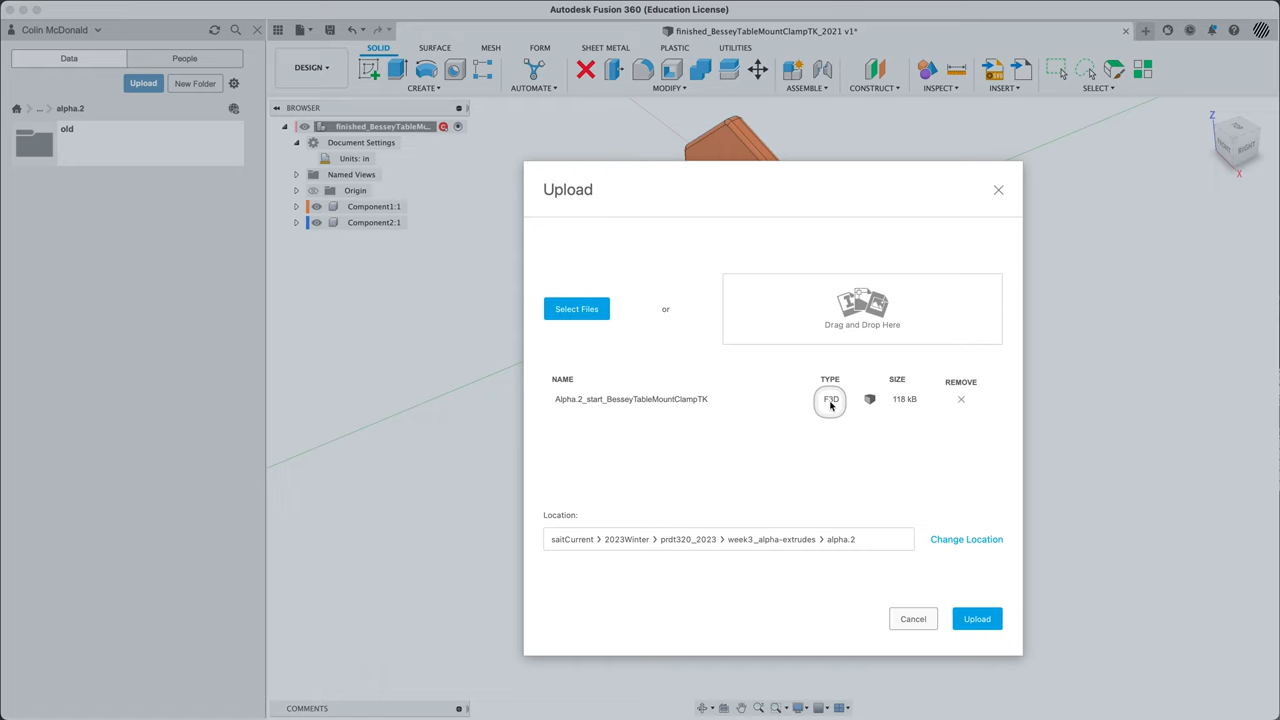 Autodesk Fusion 360 (Education License)
Colin McDonald
finished_BesseyTableMountClampTK_2021 v1*
Data
People
Upload
New Folder
... alpha.2
old
DESIGN
SOLID
SURFACE
MESH
FORM
SHEET METAL
PLASTIC
UTILITIES
CREATE
AUTOMATE
MODIFY
ASSEMBLE
CONSTRUCT
INSPECT
INSERT
SELECT
BROWSER
finished_BesseyTableMo...
Document Settings
Units: in
Named Views
Origin
Component1:1
Component2:1
Z
TOP
FRONT
RIGHT
X
Upload
Select Files
or
Drag and Drop Here
NAME TYPE SIZE REMOVE
Alpha.2_start_BesseyTableMountClampTK F3D 118 kB
Location:
saitCurrent > 2023Winter > prdt320_2023 > week3_alpha-extrudes > alpha.2
Change Location
Cancel
Upload
COMMENTS